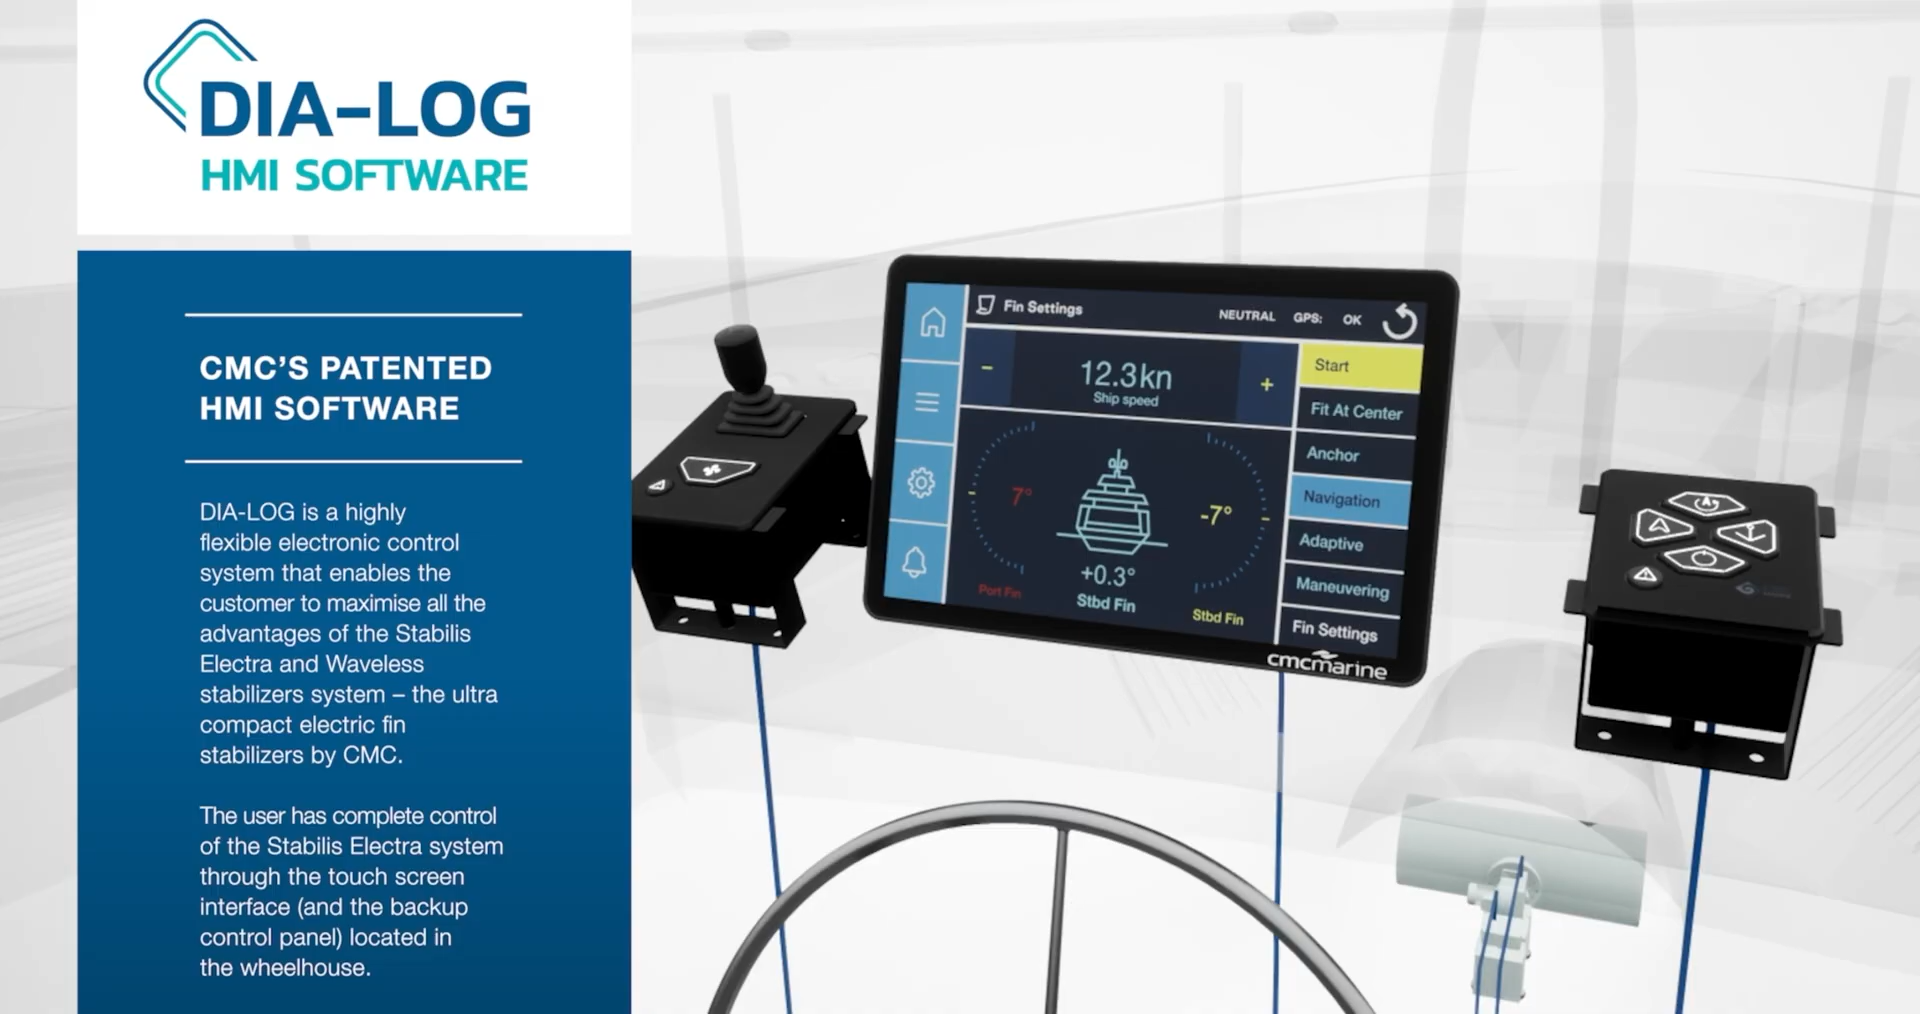 DIA-LOG
HMI SOFTWARE
CMC'S PATENTED
HMI SOFTWARE
DIA-LOG is a highly
flexible electronic control
system that enables the
customer to maximise all the
advantages of the Stabilis
Electra and Waveless
stabilizers system – the ultra
compact electric fin
stabilizers by CMC.
The user has complete control
of the Stabilis Electra system
through the touch screen
interface (and the backup
control panel) located in
the wheelhouse.
Fin Settings
NEUTRAL GPS: OK
- 12.3kn +
Ship speed
Start
Fit At Center
Anchor
Navigation
Adaptive
Maneuvering
Fin Settings
7°
-7°
+0.3°
Port Fin
Stbd Fin
Stbd Fin
cmcmarine